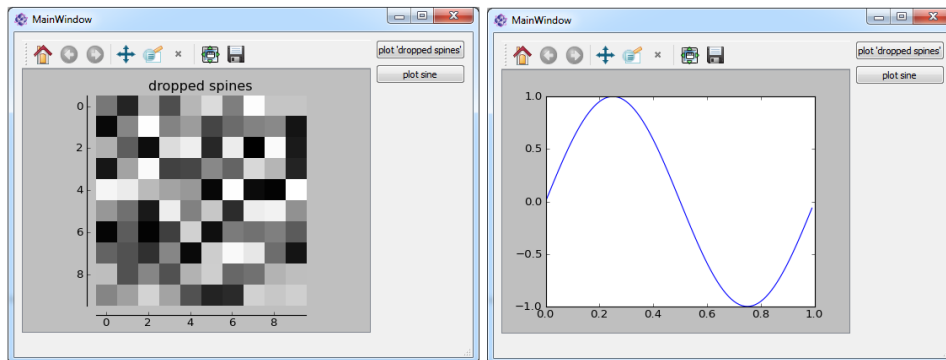 MainWindow
plot 'dropped spines'
plot sine
dropped spines
0
2
4
6
8
0 2 4 6 8
MainWindow
plot 'dropped spines'
plot sine
1.0
0.5
0.0
−0.5
−1.0
0.0 0.2 0.4 0.6 0.8 1.0